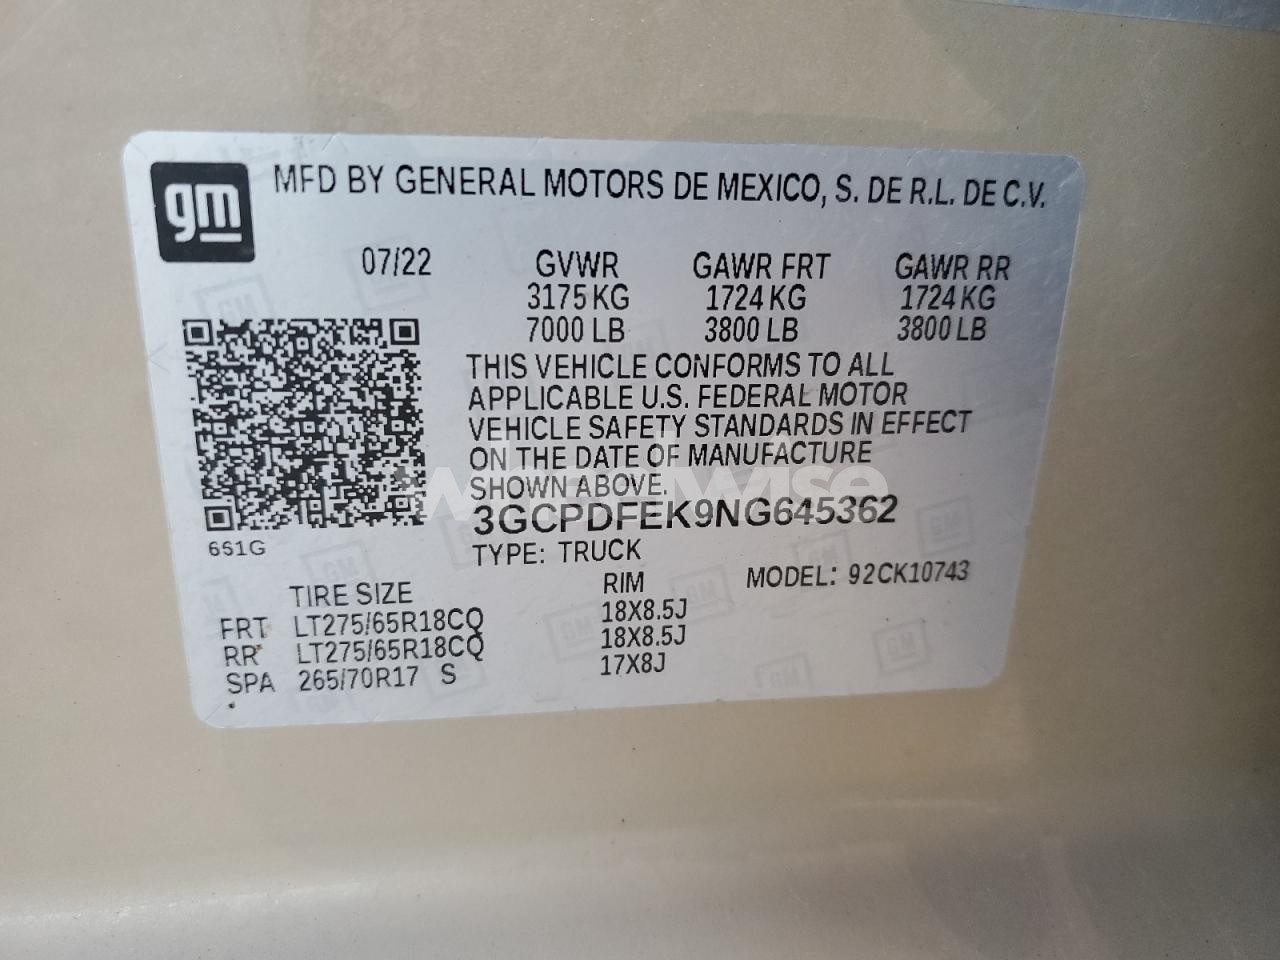 gm
MFD BY GENERAL MOTORS DE MEXICO, S. DE R.L. DE C.V.
07/22 GVWR GAWR FRT GAWR RR
3175 KG 1724 KG 1724 KG
7000 LB 3800 LB 3800 LB
THIS VEHICLE CONFORMS TO ALL
APPLICABLE U.S. FEDERAL MOTOR
VEHICLE SAFETY STANDARDS IN EFFECT
ON THE DATE OF MANUFACTURE
SHOWN ABOVE.
3GCPDFEK9NG645362
6S1G
TYPE: TRUCK
TIRE SIZE RIM MODEL: 92CK10743
FRT LT275/65R18CQ 18X8.5J
RR LT275/65R18CQ 18X8.5J
SPA 265/70R17 S 17X8J